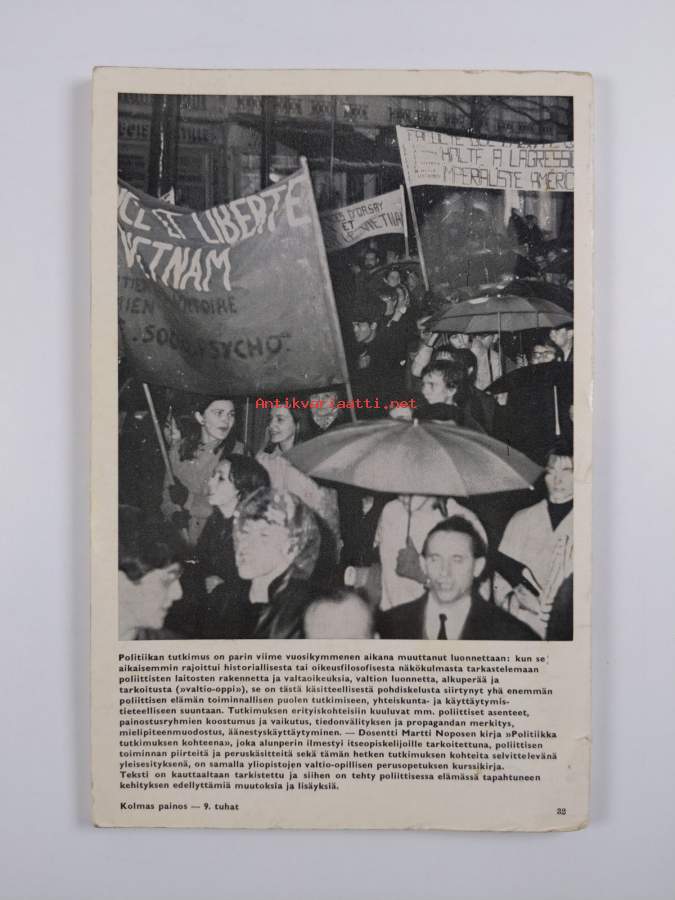 HALTE A LAGRESSI
IMPERIALISTE AMERIC
D'ORSAY
ET
ET LIBERTE
VIETNAM
PSYCHO
Antikvariaatti.net
Politiikan tutkimus on parin viime vuosikymmenen aikana muuttanut luonnettaan: kun se
aikaisemmin rajoittui historiallisesta tai oikeusfilosofisesta näkökulmasta tarkastelemaan
poliittisten laitosten rakennetta ja valtaoikeuksia, valtion luonnetta, alkuperää ja
tarkoitusta (»valtio-oppi»), se on tästä käsitteellisestä pohdiskelusta siirtynyt yhä enemmän
poliittisen elämän toiminnallisen puolen tutkimiseen, yhteiskunta- ja käyttäytymis-
tieteelliseen suuntaan. Tutkimuksen erityiskohteisiin kuuluvat mm. poliittiset asenteet,
painostusryhmien koostumus ja vaikutus, tiedonvälityksen ja propagandan merkitys,
mielipiteenmuodostus, äänestyskäyttäytyminen. — Dosentti Martti Noposen kirja »Politiikka
tutkimuksen kohteena», joka alunperin ilmestyi itseopiskelijoille tarkoitettuna, poliittisen
toiminnan piirteitä ja peruskäsitteitä sekä tämän hetken tutkimuksen kohteita selvittelevänä
yleisesityksenä, on samalla yliopistojen valtio-opillisen perusopetuksen kurssikirja.
Teksti on kauttaaltaan tarkistettu ja siihen on tehty poliittisessa elämässä tapahtuneen
kehityksen edellyttämiä muutoksia ja lisäyksiä.
Kolmas painos — 9. tuhat
32